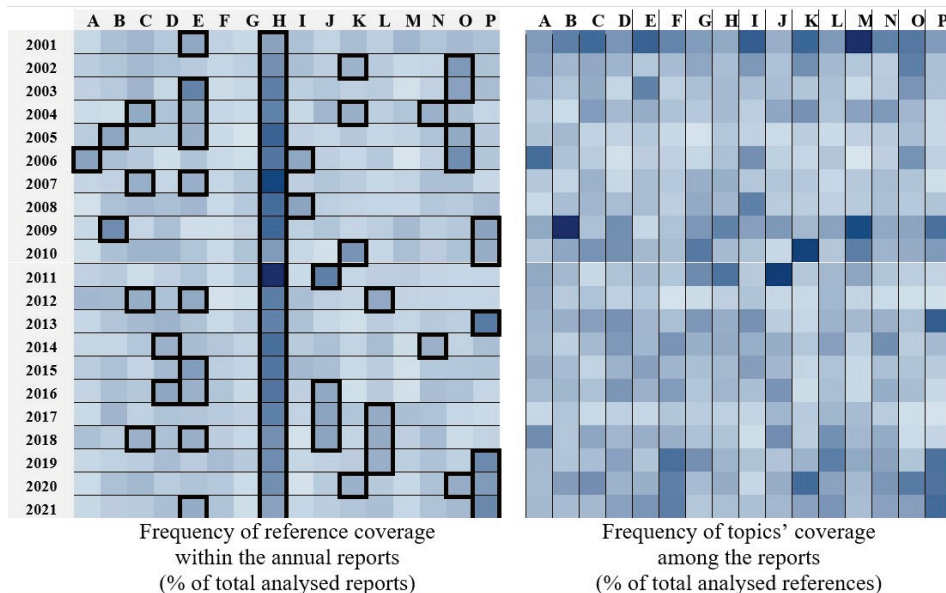 A B C D E F G H I J K L M N O P
A B C D E F G H I J K L M N O P
2001
2002
2003
2004
2005
2006
2007
2008
2009
2010
2011
2012
2013
2014
2015
2016
2017
2018
2019
2020
2021
Frequency of reference coverage
within the annual reports
(% of total analysed reports)
Frequency of topics’ coverage
among the reports
(% of total analysed references)